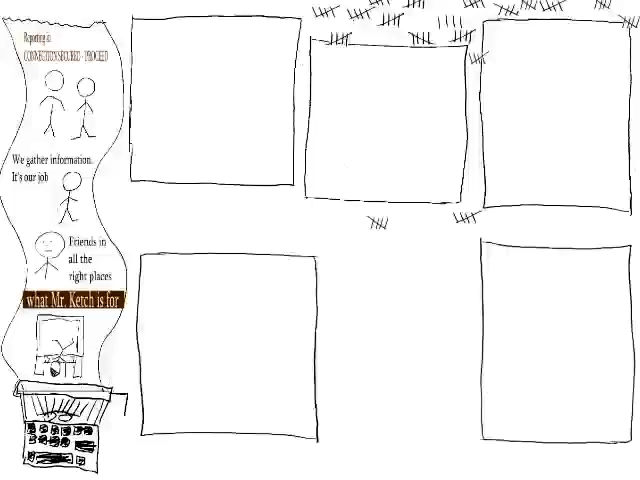 Reporting in
CONNECTION SECURED - PROCEED
We gather information.
It's our job
Friends in
all the
right places
what Mr. Ketch is for